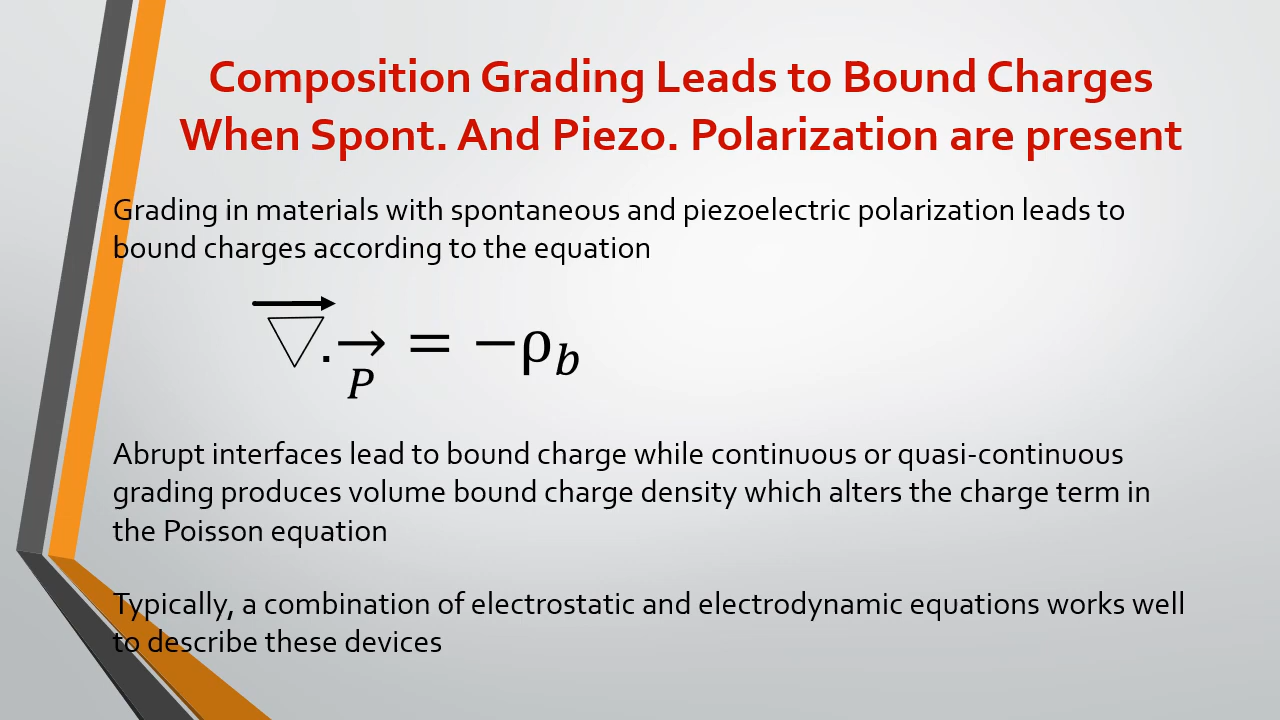 Composition Grading Leads to Bound Charges
When Spont. And Piezo. Polarization are present
Grading in materials with spontaneous and piezoelectric polarization leads to
bound charges according to the equation
▽⃗.→P = −ρb
Abrupt interfaces lead to bound charge while continuous or quasi-continuous
grading produces volume bound charge density which alters the charge term in
the Poisson equation
Typically, a combination of electrostatic and electrodynamic equations works well
to describe these devices